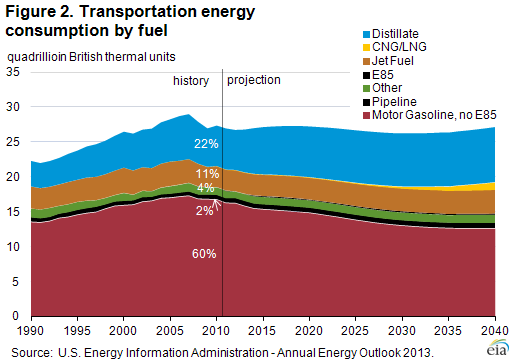 Figure 2. Transportation energy
consumption by fuel
quadrillioin British thermal units
Distillate
CNG/LNG
Jet Fuel
E85
Other
Pipeline
Motor Gasoline, no E85
history
projection
35
30
25
20
15
10
5
0
22%
11%
4%
2%
60%
1990 1995 2000 2005 2010 2015 2020 2025 2030 2035 2040
Source: U.S. Energy Information Administration - Annual Energy Outlook 2013.
eia